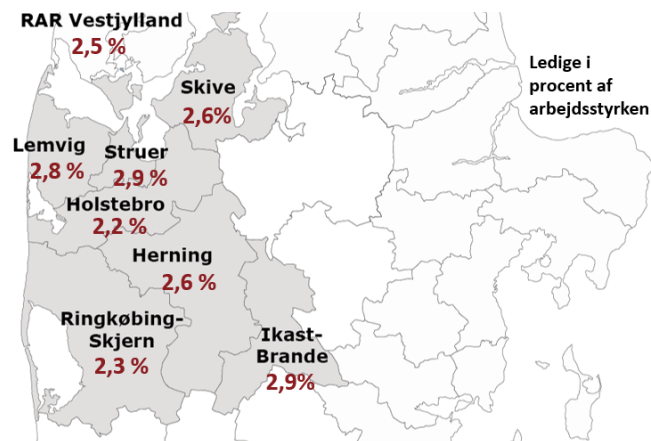 RAR Vestjylland
2,5 %
Skive
2,6%
Ledige i
procent af
arbejdsstyrken
Lemvig
2,8 %
Struer
2,9 %
Holstebro
2,2 %
Herning
2,6 %
Ringkøbing-
Skjern
2,3 %
Ikast-
Brande
2,9%